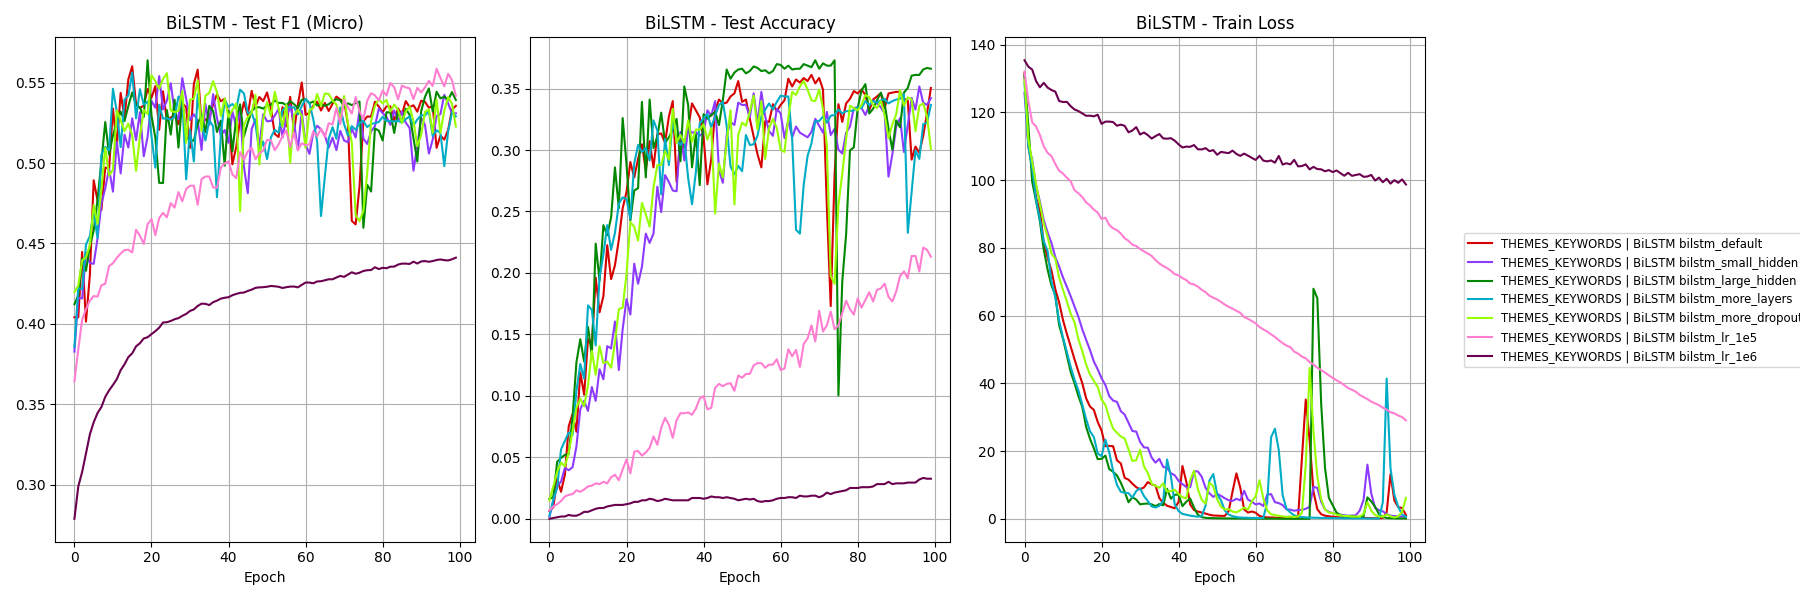 BiLSTM - Test F1 (Micro)
0.55
0.50
0.45
0.40
0.35
0.30
0 20 40 60 80 100
Epoch
BiLSTM - Test Accuracy
0.35
0.30
0.25
0.20
0.15
0.10
0.05
0.00
0 20 40 60 80 100
Epoch
BiLSTM - Train Loss
140
120
100
80
60
40
20
0
0 20 40 60 80 100
Epoch
THEMES_KEYWORDS | BiLSTM bilstm_default
THEMES_KEYWORDS | BiLSTM bilstm_small_hidden
THEMES_KEYWORDS | BiLSTM bilstm_large_hidden
THEMES_KEYWORDS | BiLSTM bilstm_more_layers
THEMES_KEYWORDS | BiLSTM bilstm_more_dropout
THEMES_KEYWORDS | BiLSTM bilstm_lr_1e5
THEMES_KEYWORDS | BiLSTM bilstm_lr_1e6